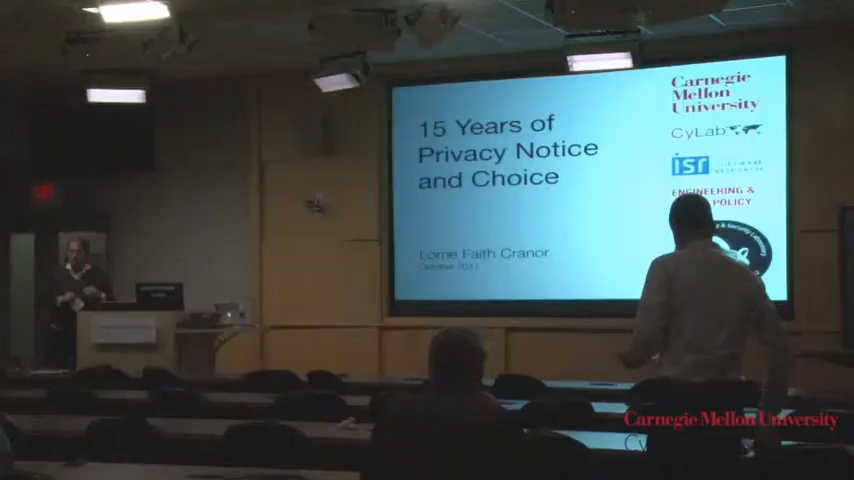 15 Years of
Privacy Notice
and Choice
Lorrie Faith Cranor
October 2011
Carnegie
Mellon
University
CyLab
isr
ENGINEERING &
POLICY
Carnegie Mellon University
Cy